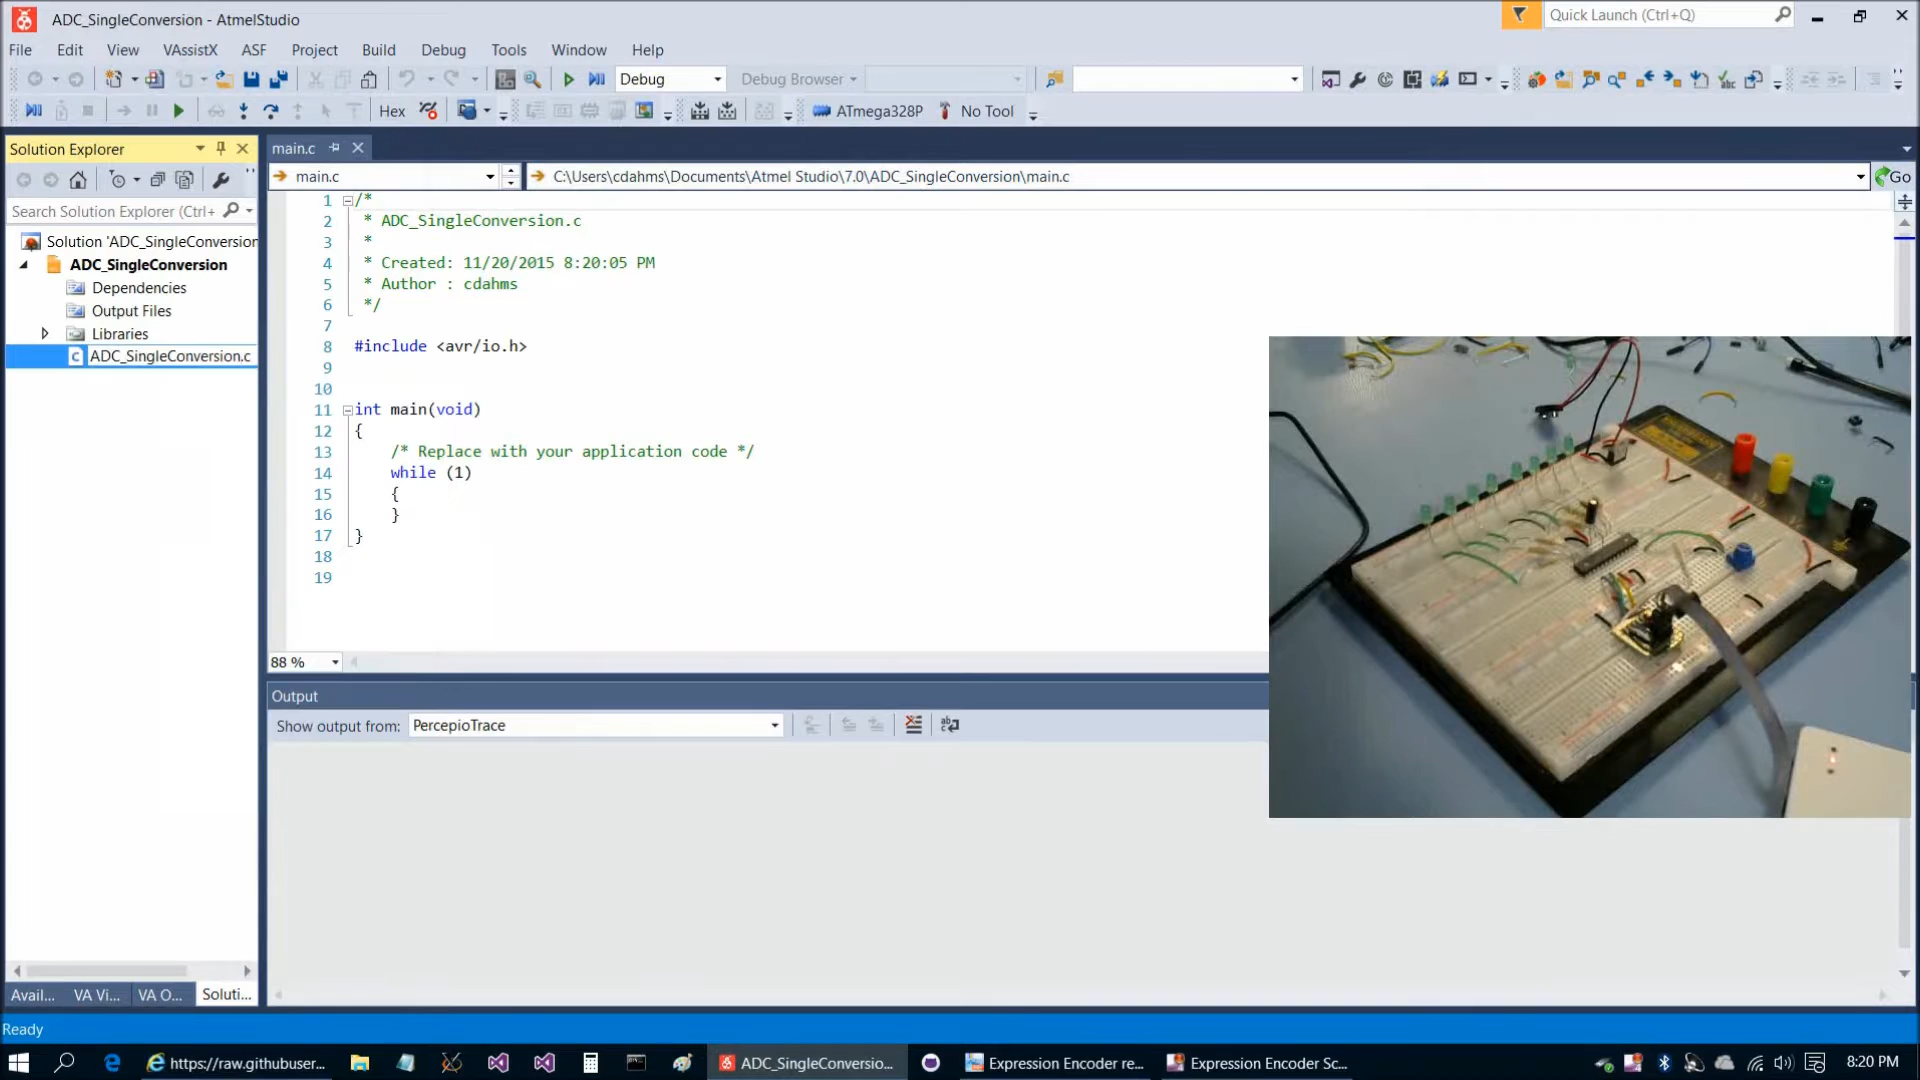 ADC_SingleConversion - AtmelStudio
Quick Launch (Ctrl+Q)
File Edit View VAssistX ASF Project Build Debug Tools Window Help
Debug Debug Browser
Hex ATmega328P No Tool
Solution Explorer
main.c
main.c C:\Users\cdahms\Documents\Atmel Studio\7.0\ADC_SingleConversion\main.c Go
Search Solution Explorer (Ctrl+
Solution 'ADC_SingleConversion
ADC_SingleConversion
Dependencies
Output Files
Libraries
ADC_SingleConversion.c
1 /*
2 * ADC_SingleConversion.c
3 *
4 * Created: 11/20/2015 8:20:05 PM
5 * Author : cdahms
6 */
7
8 #include <avr/io.h>
9
10
11 int main(void)
12 {
13 /* Replace with your application code */
14 while (1)
15 {
16 }
17 }
18
19
88 %
Output
Show output from: PercepioTrace
Avail... VA Vi... VA O... Soluti...
Ready
https://raw.githubuser... ADC_SingleConversio... Expression Encoder re... Expression Encoder Sc... 8:20 PM